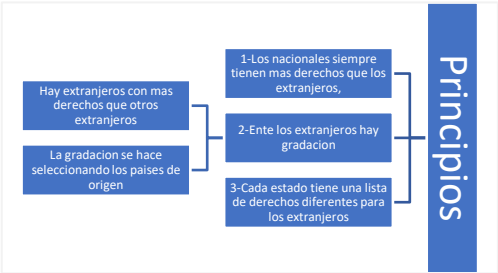 Principios
1-Los nacionales siempre
tienen mas derechos que los
extranjeros,
2-Ente los extranjeros hay
gradacion
Hay extranjeros con mas
derechos que otros
extranjeros
La gradacion se hace
seleccionando los paises de
origen
3-Cada estado tiene una lista
de derechos diferentes para
los extranjeros